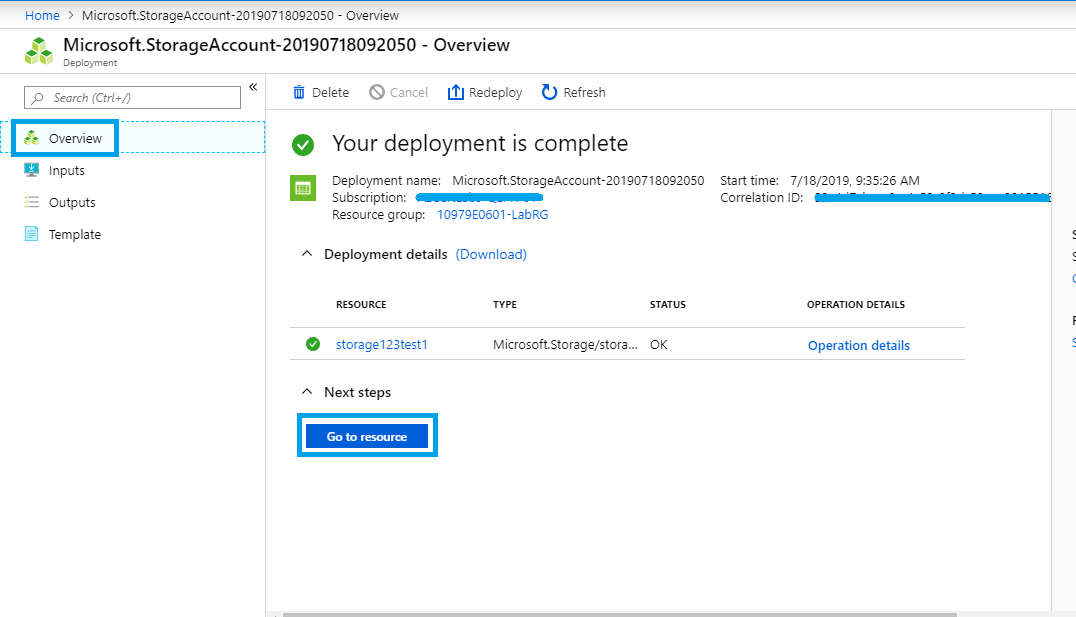 Home > Microsoft.StorageAccount-20190718092050 - Overview
Microsoft.StorageAccount-20190718092050 - Overview
Deployment
Search (Ctrl+/)
«
Overview
Inputs
Outputs
Template
Delete
Cancel
Redeploy
Refresh
Your deployment is complete
Deployment name: Microsoft.StorageAccount-20190718092050
Subscription:
Resource group: 10979E0601-LabRG
Start time: 7/18/2019, 9:35:26 AM
Correlation ID:
Deployment details (Download)
RESOURCE TYPE STATUS OPERATION DETAILS
storage123test1 Microsoft.Storage/stora... OK Operation details
Next steps
Go to resource